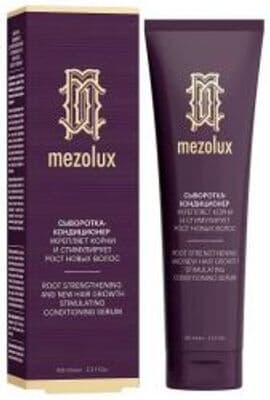 mezolux
СЫВОРОТКА-
КОНДИЦИОНЕР
УКРЕПЛЯЕТ КОРНИ
И СТИМУЛИРУЕТ
РОСТ НОВЫХ ВОЛОС
ROOT STRENGTHENING
AND NEW HAIR GROWTH
STIMULATING
CONDITIONING SERUM
mezolux
СЫВОРОТКА-
КОНДИЦИОНЕР
УКРЕПЛЯЕТ КОРНИ
И СТИМУЛИРУЕТ
РОСТ НОВЫХ ВОЛОС
ROOT STRENGTHENING
AND NEW HAIR GROWTH
STIMULATING
CONDITIONING SERUM